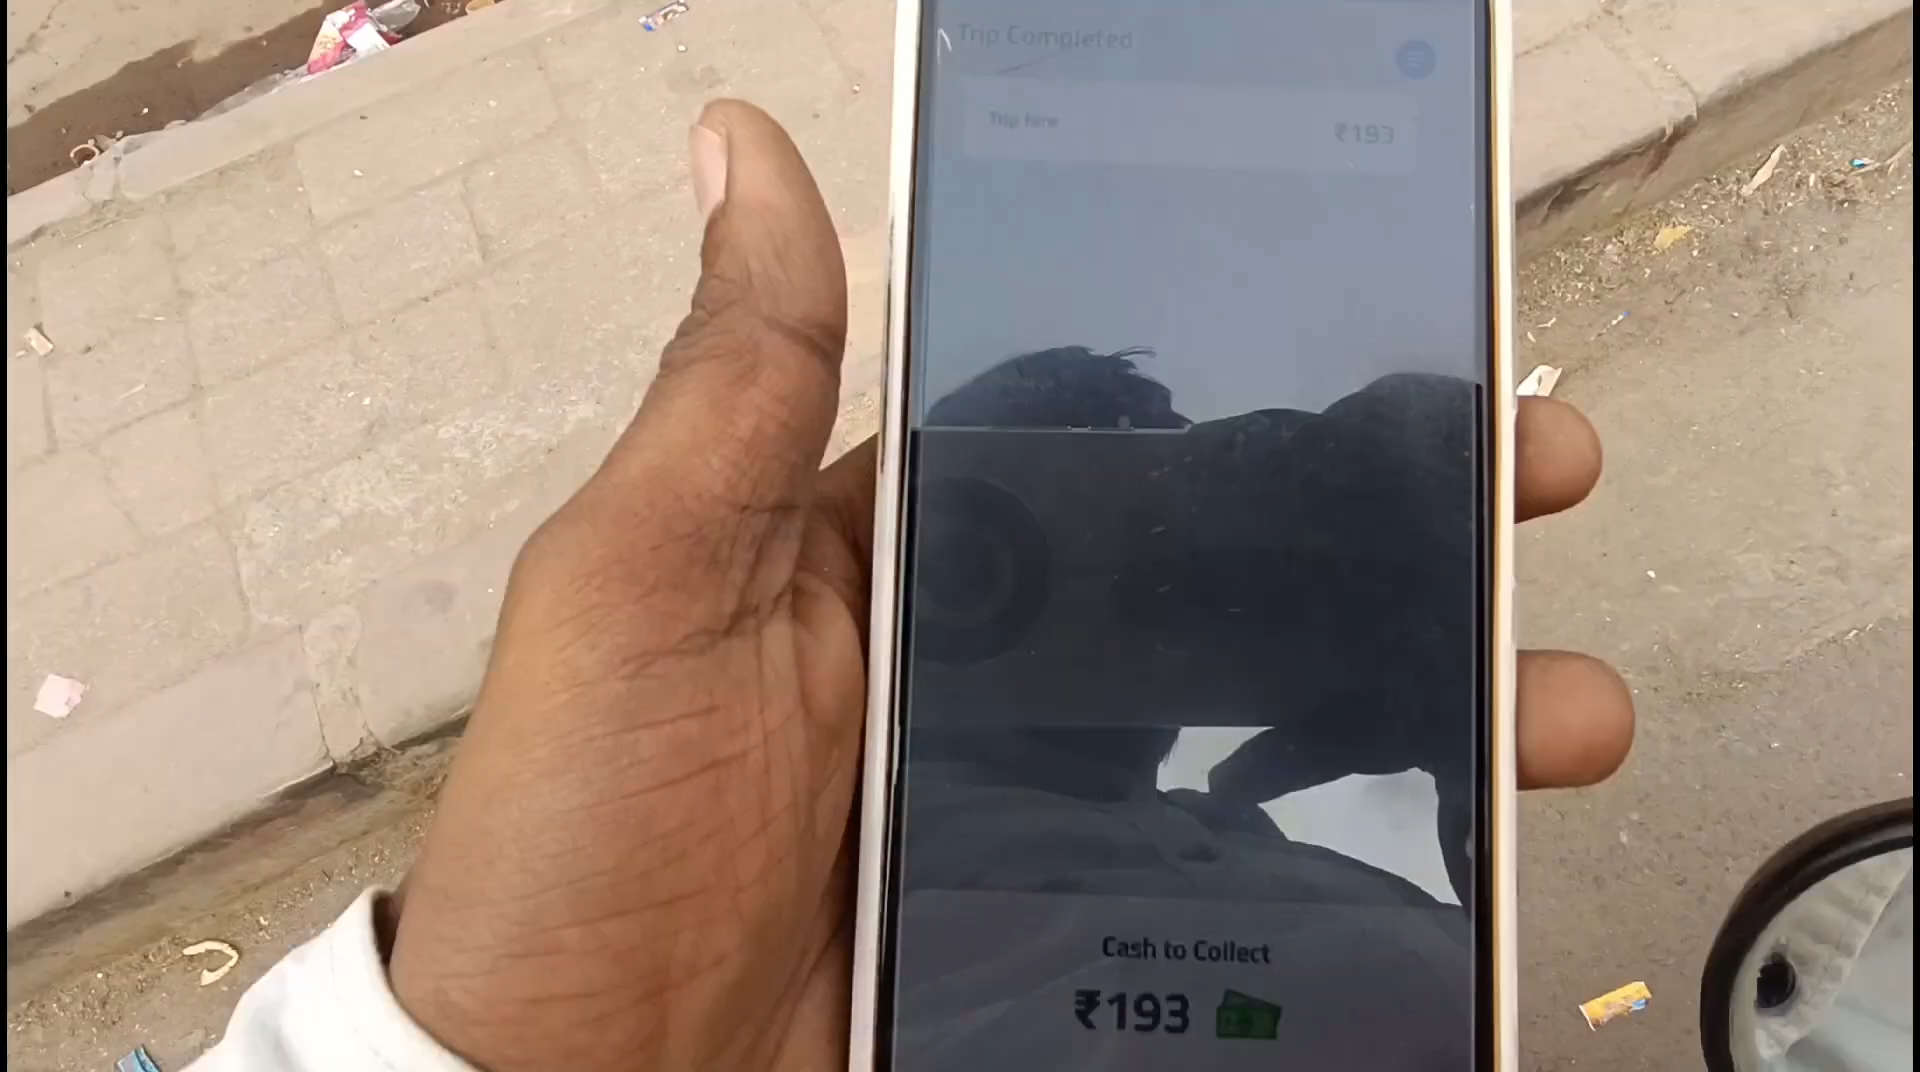 Trip Completed
Trip fare
₹193
Cash to Collect
₹193